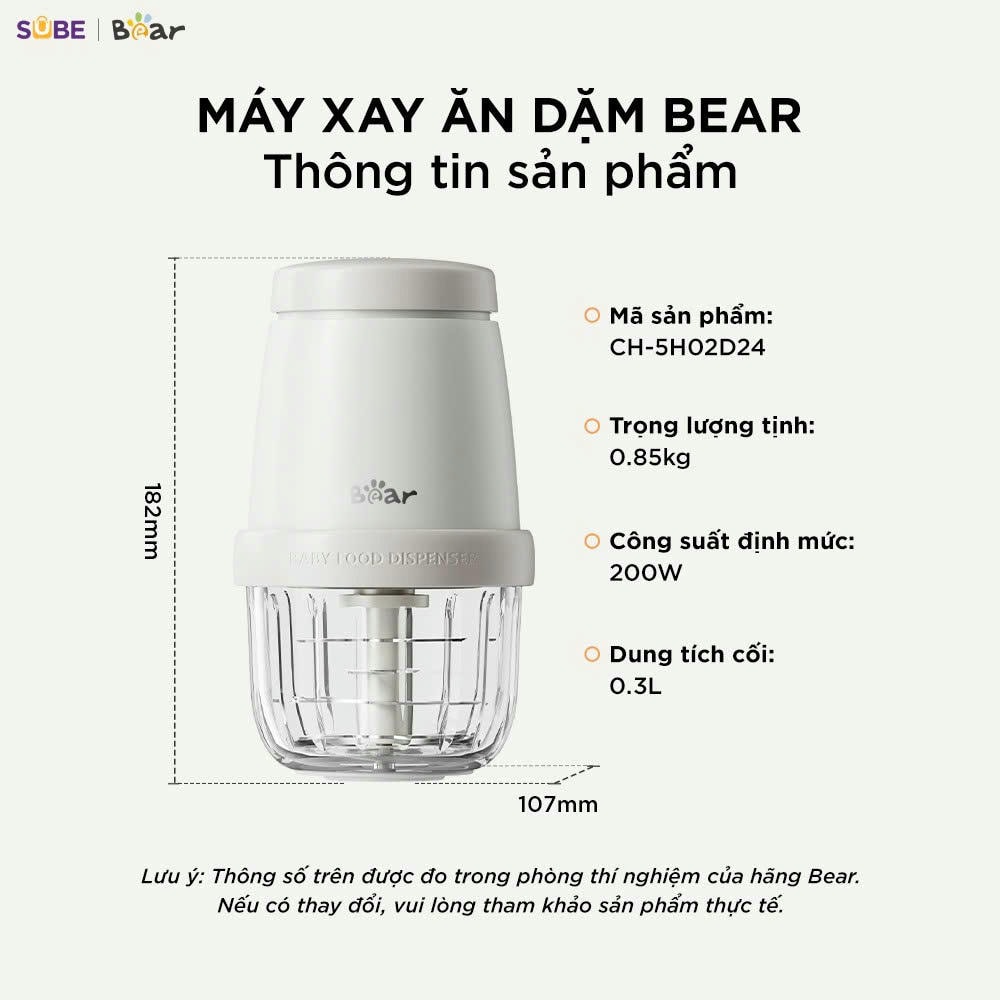 SUBE | Bear
MÁY XAY ĂN DẶM BEAR
Thông tin sản phẩm
Mã sản phẩm:
CH-5H02D24
Trọng lượng tịnh:
0.85kg
Công suất định mức:
200W
Dung tích cối:
0.3L
182mm
Bear
BABY FOOD DISPENSER
107mm
Lưu ý: Thông số trên được đo trong phòng thí nghiệm của hãng Bear.
Nếu có thay đổi, vui lòng tham khảo sản phẩm thực tế.